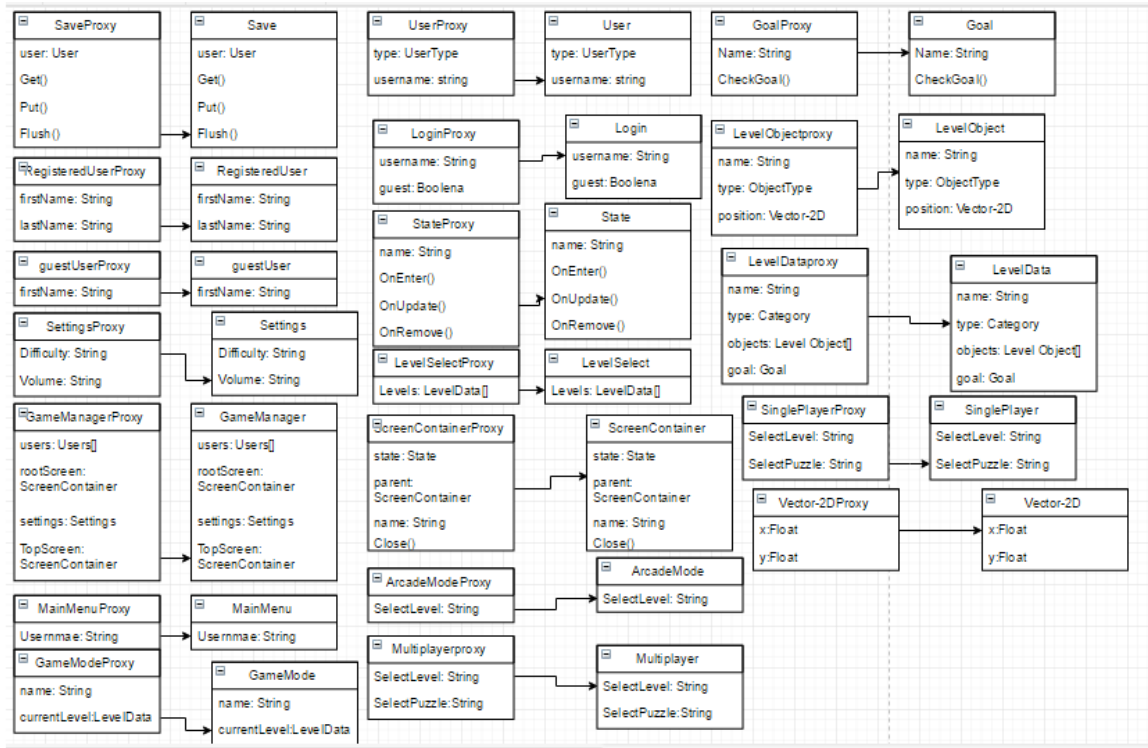 SaveProxy
user: User
Get()
Put()
Flush()
Save
user: User
Get()
Put()
Flush()
RegisteredUserProxy
firstName: String
lastName: String
RegisteredUser
firstName: String
lastName: String
guestUserProxy
firstName: String
guestUser
firstName: String
SettingsProxy
Difficulty: String
Volume: String
Settings
Difficulty: String
Volume: String
GameManagerProxy
users: Users[]
rootScreen:
ScreenContainer
settings: Settings
TopScreen:
ScreenContainer
GameManager
users: Users[]
rootScreen:
ScreenContainer
settings: Settings
TopScreen:
ScreenContainer
MainMenuProxy
Usernmae: String
MainMenu
Usernmae: String
GameModeProxy
name: String
currentLevel:LevelData
GameMode
name: String
currentLevel:LevelData
UserProxy
type: UserType
username: string
User
type: UserType
username: string
LoginProxy
username: String
guest: Boolena
Login
username: String
guest: Boolena
StateProxy
name: String
OnEnter()
OnUpdate()
OnRemove()
State
name: String
OnEnter()
OnUpdate()
OnRemove()
LevelSelectProxy
Levels: LevelData[]
LevelSelect
Levels: LevelData[]
ScreenContainerProxy
state: State
parent:
ScreenContainer
name: String
Close()
ScreenContainer
state: State
parent:
ScreenContainer
name: String
Close()
ArcadeModeProxy
SelectLevel: String
ArcadeMode
SelectLevel: String
Multiplayerproxy
SelectLevel: String
SelectPuzzle:String
Multiplayer
SelectLevel: String
SelectPuzzle:String
GoalProxy
Name: String
CheckGoal()
Goal
Name: String
CheckGoal()
LevelObjectproxy
name: String
type: ObjectType
position: Vector-2D
LevelObject
name: String
type: ObjectType
position: Vector-2D
LevelDataproxy
name: String
type: Category
objects: Level Object[]
goal: Goal
LevelData
name: String
type: Category
objects: Level Object[]
goal: Goal
SinglePlayerProxy
SelectLevel: String
SelectPuzzle: String
SinglePlayer
SelectLevel: String
SelectPuzzle: String
Vector-2DProxy
x:Float
y:Float
Vector-2D
x:Float
y:Float